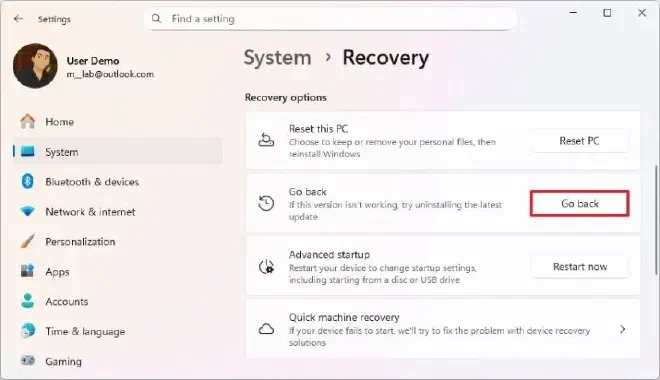 Settings
Find a setting
User Demo
m_lab@outlook.com
Home
System
Bluetooth & devices
Network & internet
Personalization
Apps
Accounts
Time & language
Gaming
System > Recovery
Recovery options
Reset this PC
Choose to keep or remove your personal files, then
reinstall Windows
Reset PC
Go back
If this version isn't working, try uninstalling the latest
update
Go back
Advanced startup
Restart your device to change startup settings,
including starting from a disc or USB drive
Restart now
Quick machine recovery
If your device fails to start, we'll try to fix the problem with device recovery
solutions